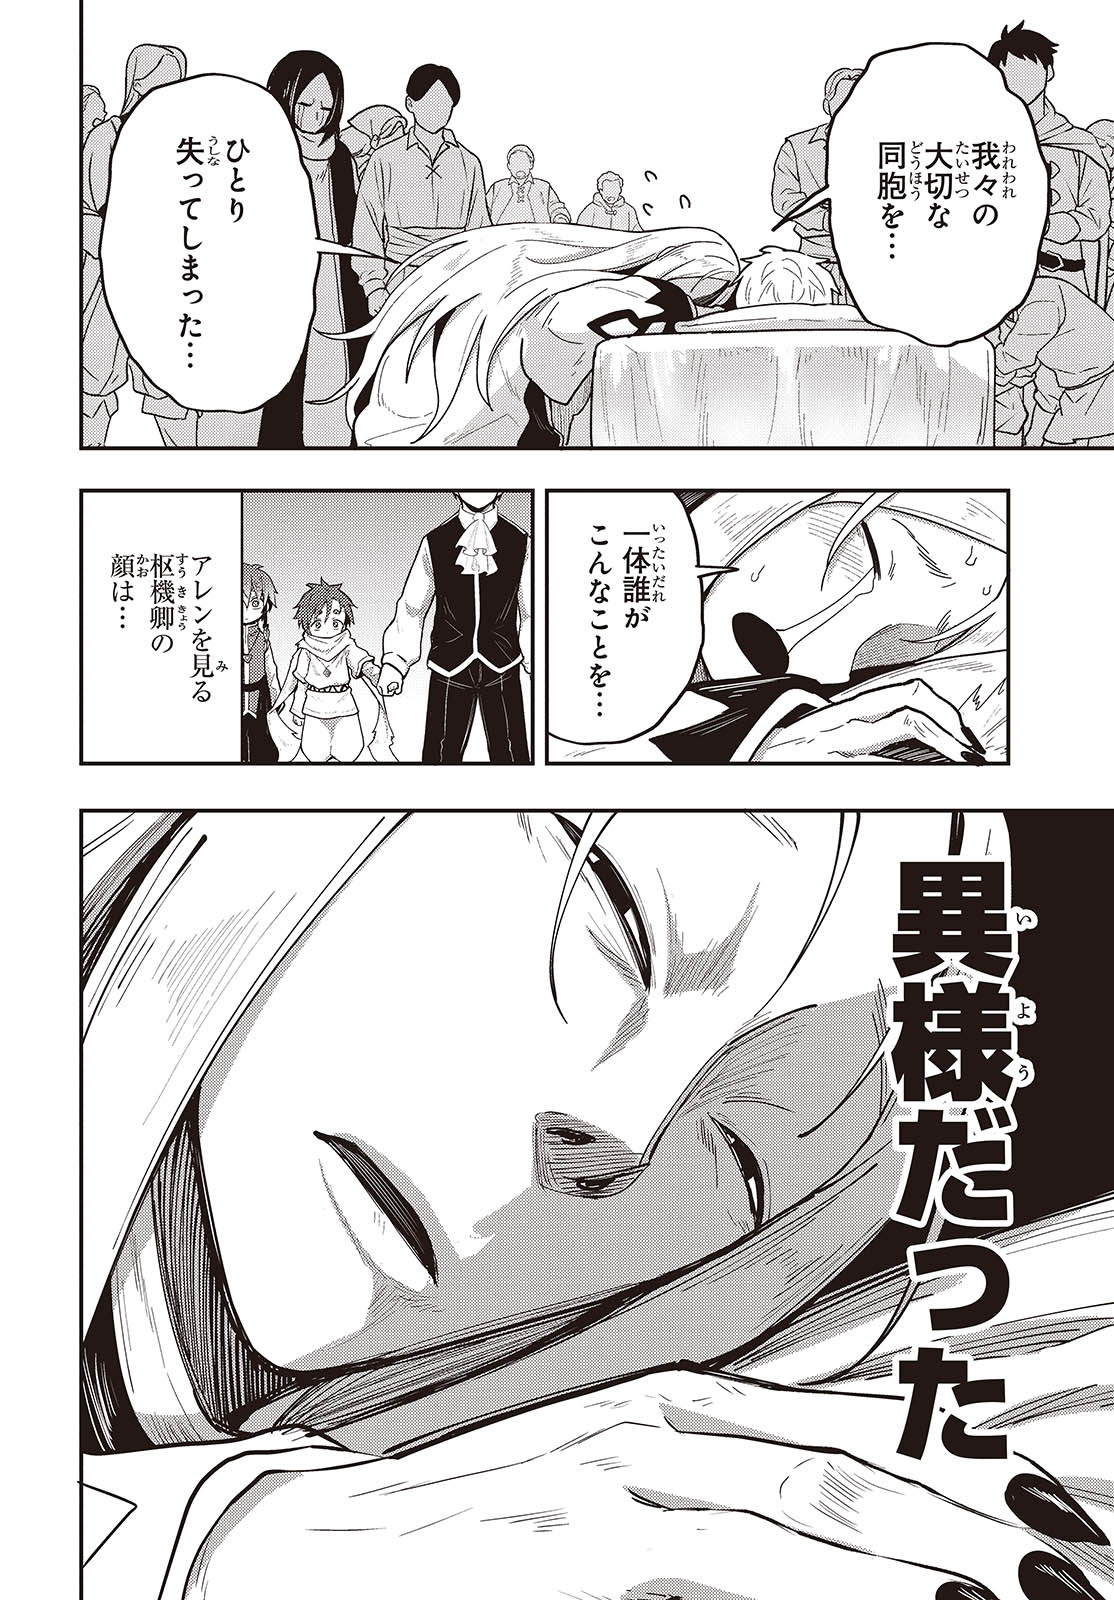 我々の
大切な
同胞を…
ひとり
失ってしまった…
一体誰が
こんなことを…
アレンを見る
枢機卿の
顔は…
異様だった